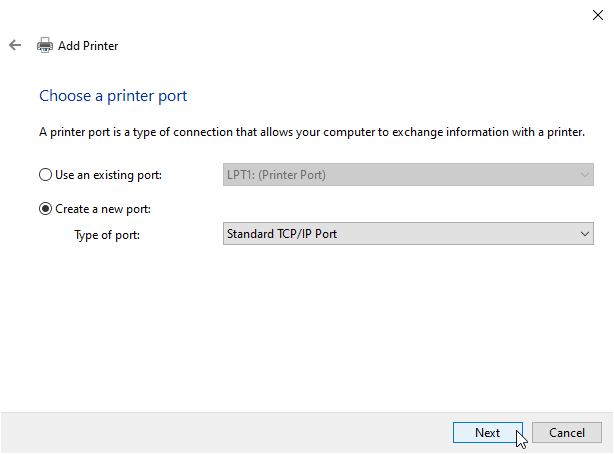 Add Printer
Choose a printer port
A printer port is a type of connection that allows your computer to exchange information with a printer.
Use an existing port: LPT1: (Printer Port)
Create a new port:
Type of port: Standard TCP/IP Port
Next Cancel